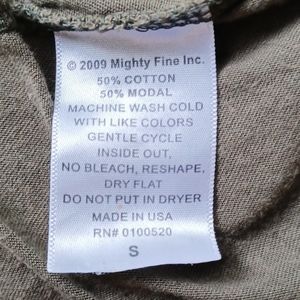 © 2009 Mighty Fine Inc.
50% COTTON
50% MODAL
MACHINE WASH COLD
WITH LIKE COLORS
GENTLE CYCLE
INSIDE OUT,
NO BLEACH, RESHAPE,
DRY FLAT
DO NOT PUT IN DRYER
MADE IN USA
RN# 0100520
S